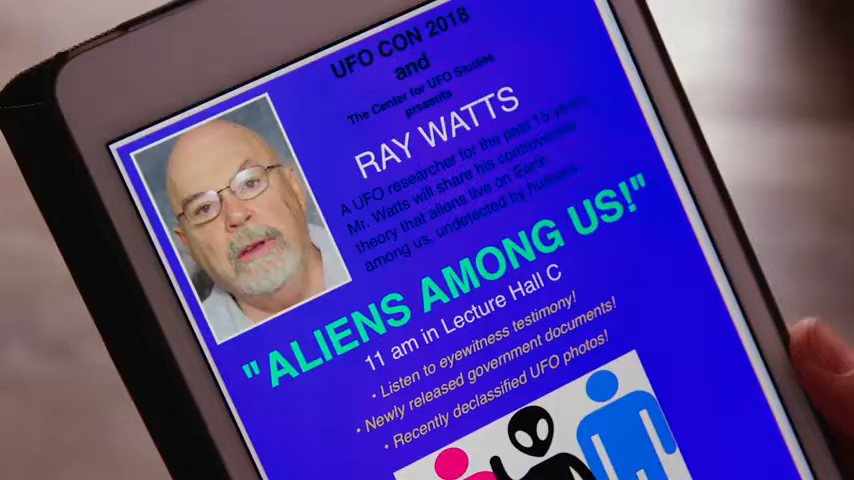 UFO CON 2018
and
The Center for UFO Studies
presents
RAY WATTS
A UFO researcher for the past 15 years,
Mr. Watts will share his controversial
theory that aliens live on Earth
among us, undetected by humans.
"ALIENS AMONG US!"
11 am in Lecture Hall C
• Listen to eyewitness testimony!
• Newly released government documents!
• Recently declassified UFO photos!